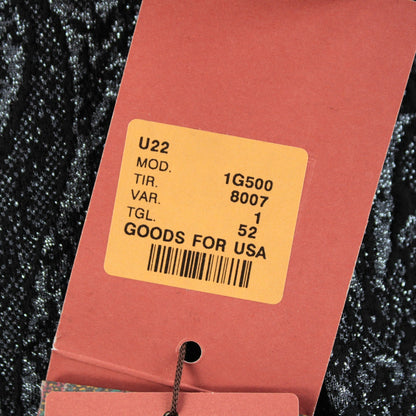 U22
MOD. 1G500
TIR. 8007
VAR. 1
TGL. 52
GOODS FOR USA